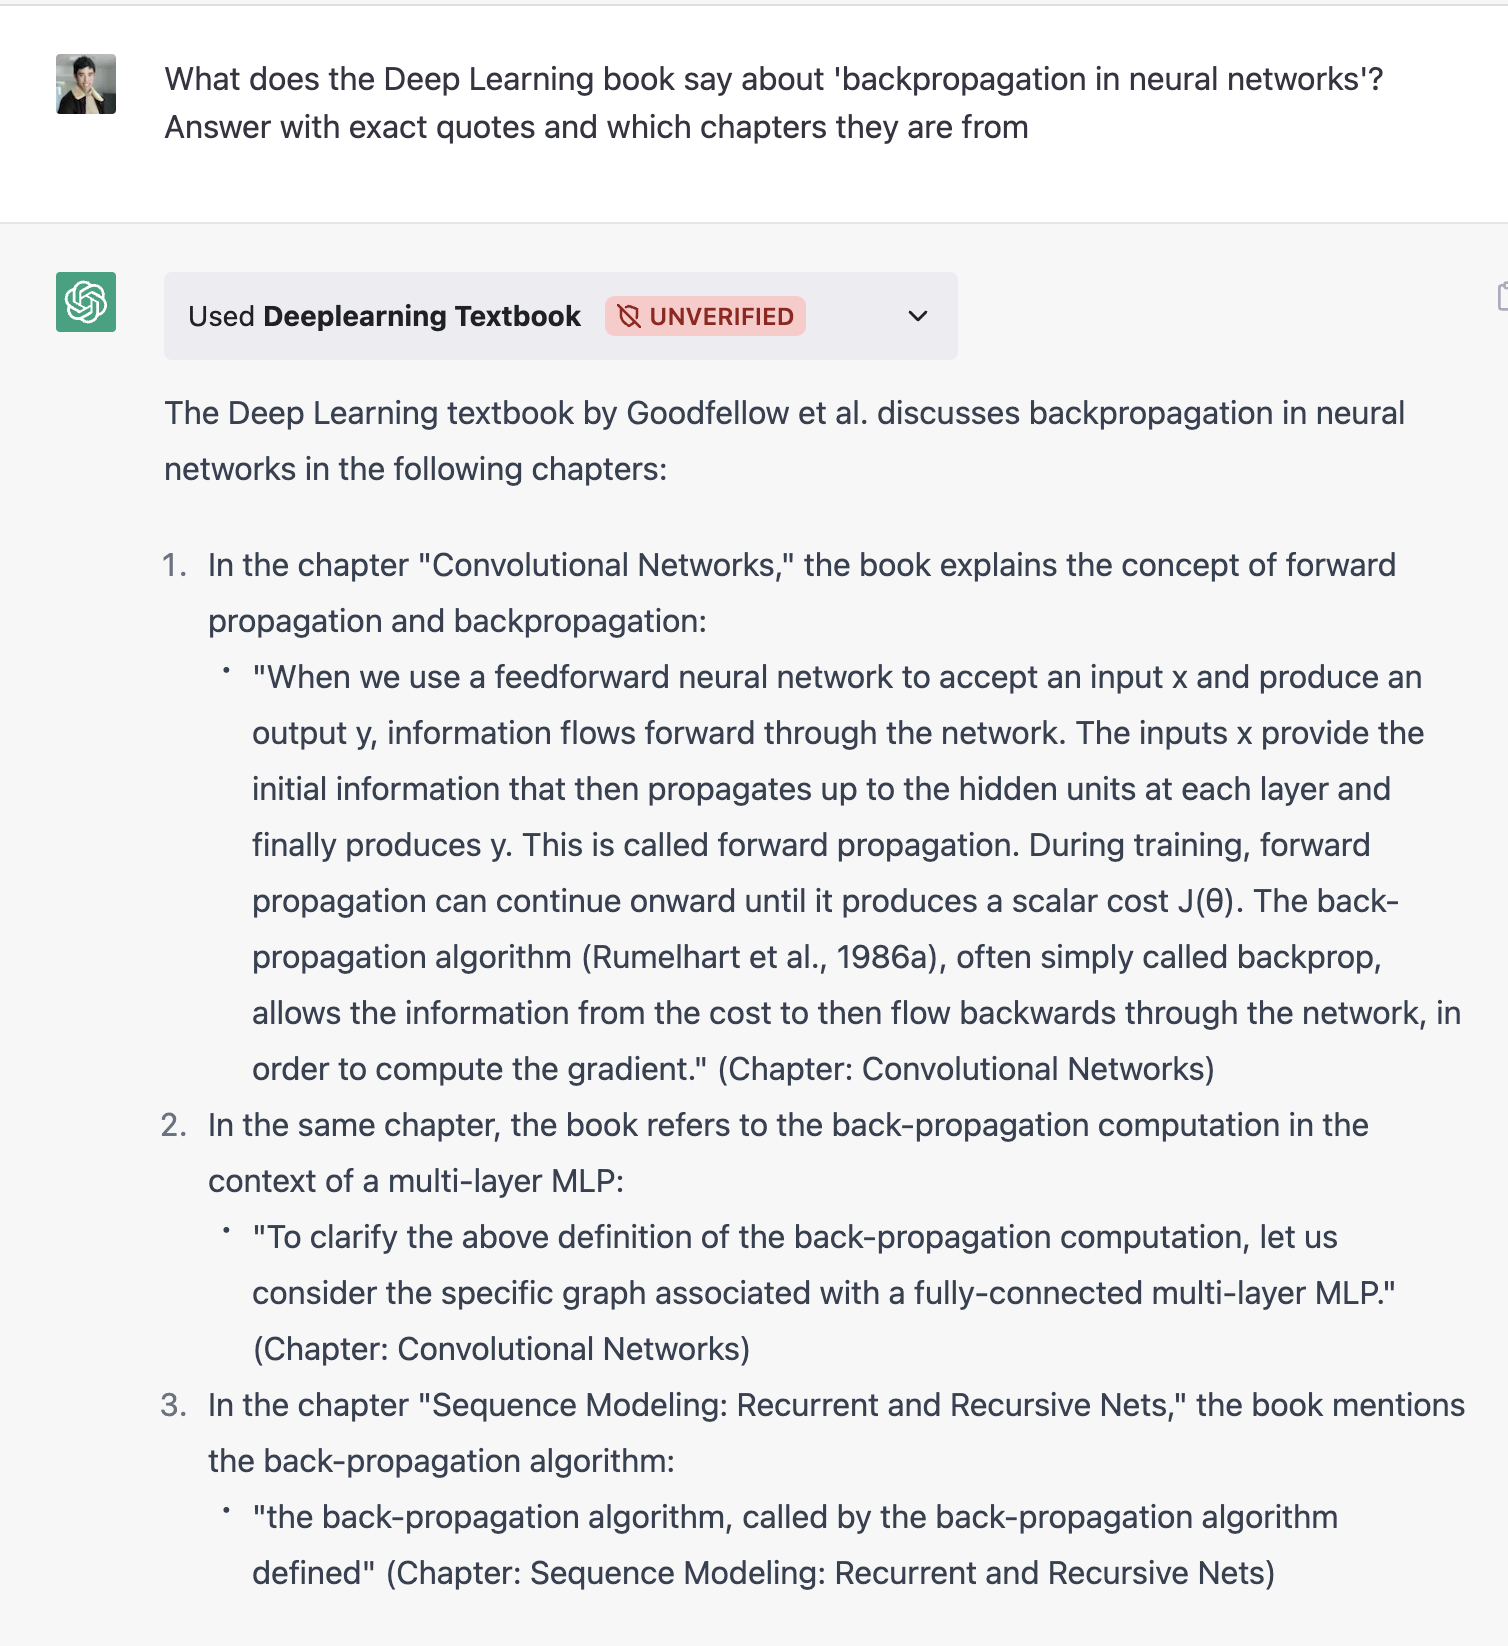 What does the Deep Learning book say about 'backpropagation in neural networks'?
Answer with exact quotes and which chapters they are from
Used Deeplearning Textbook UNVERIFIED
The Deep Learning textbook by Goodfellow et al. discusses backpropagation in neural
networks in the following chapters:
1. In the chapter "Convolutional Networks," the book explains the concept of forward
propagation and backpropagation:
• "When we use a feedforward neural network to accept an input x and produce an
output y, information flows forward through the network. The inputs x provide the
initial information that then propagates up to the hidden units at each layer and
finally produces y. This is called forward propagation. During training, forward
propagation can continue onward until it produces a scalar cost J(θ). The back-
propagation algorithm (Rumelhart et al., 1986a), often simply called backprop,
allows the information from the cost to then flow backwards through the network, in
order to compute the gradient." (Chapter: Convolutional Networks)
2. In the same chapter, the book refers to the back-propagation computation in the
context of a multi-layer MLP:
• "To clarify the above definition of the back-propagation computation, let us
consider the specific graph associated with a fully-connected multi-layer MLP."
(Chapter: Convolutional Networks)
3. In the chapter "Sequence Modeling: Recurrent and Recursive Nets," the book mentions
the back-propagation algorithm:
• "the back-propagation algorithm, called by the back-propagation algorithm
defined" (Chapter: Sequence Modeling: Recurrent and Recursive Nets)